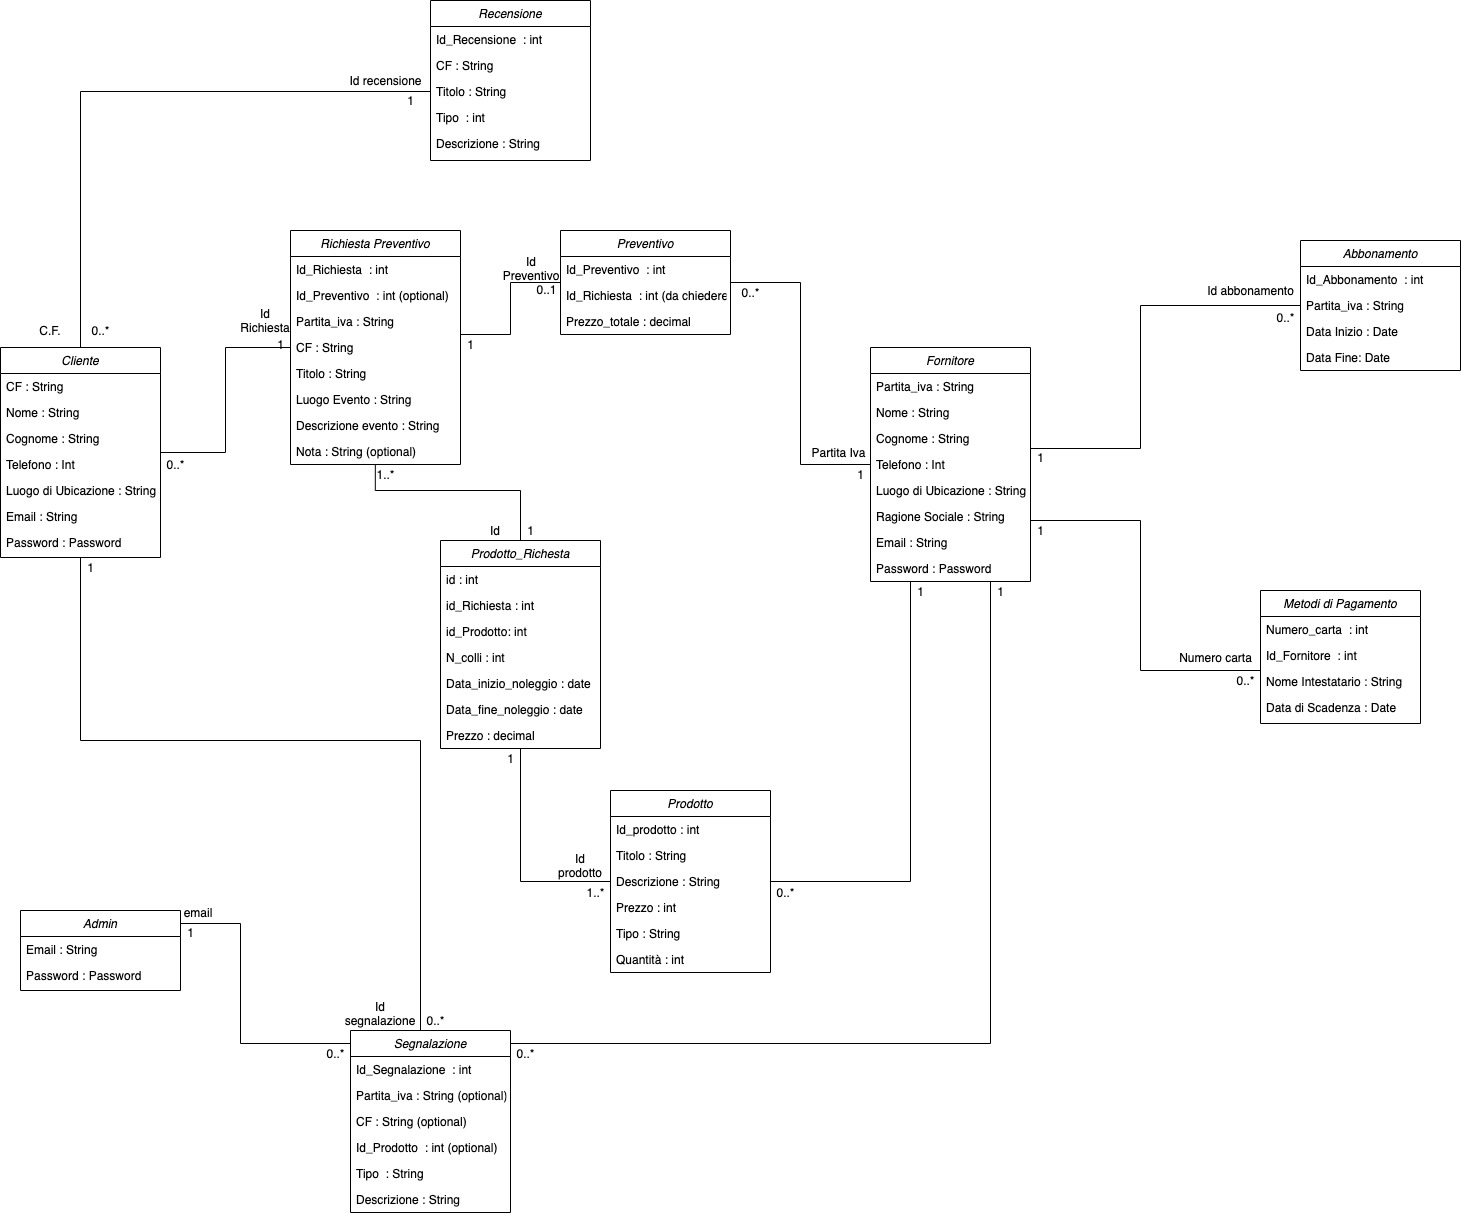 Recensione
Id_Recensione : int
CF : String
Titolo : String
Tipo : int
Descrizione : String
Id recensione
1
C.F.
0..*
Cliente
CF : String
Nome : String
Cognome : String
Telefono : Int
Luogo di Ubicazione : String
Email : String
Password : Password
0..*
1
Id
Richiesta
1
Richiesta Preventivo
Id_Richiesta : int
Id_Preventivo : int (optional)
Partita_iva : String
CF : String
Titolo : String
Luogo Evento : String
Descrizione evento : String
Nota : String (optional)
1
1..*
Id
Preventivo
0..1
Preventivo
Id_Preventivo : int
Id_Richiesta : int (da chiedere
Prezzo_totale : decimal
0..*
Partita Iva
1
Fornitore
Partita_iva : String
Nome : String
Cognome : String
Telefono : Int
Luogo di Ubicazione : String
Ragione Sociale : String
Email : String
Password : Password
1
1
1
1
Id abbonamento
0..*
Abbonamento
Id_Abbonamento : int
Partita_iva : String
Data Inizio : Date
Data Fine: Date
Numero carta
0..*
Metodi di Pagamento
Numero_carta : int
Id_Fornitore : int
Nome Intestatario : String
Data di Scadenza : Date
Id
1
Prodotto_Richesta
id : int
id_Richiesta : int
id_Prodotto: int
N_colli : int
Data_inizio_noleggio : date
Data_fine_noleggio : date
Prezzo : decimal
1
Id
prodotto
1..*
Prodotto
Id_prodotto : int
Titolo : String
Descrizione : String
Prezzo : int
Tipo : String
Quantità : int
0..*
Admin
Email : String
Password : Password
email
1
Id
segnalazione
0..*
0..*
0..*
Segnalazione
Id_Segnalazione : int
Partita_iva : String (optional)
CF : String (optional)
Id_Prodotto : int (optional)
Tipo : String
Descrizione : String